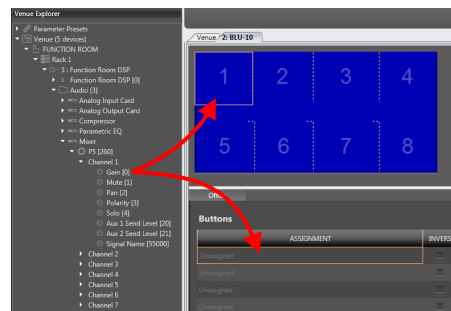 Venue Explorer
Parameter Presets
Venue (5 devices)
FUNCTION ROOM
Rack 1
3 : Function Room DSP
Function Room DSP [0]
Audio [3]
Analog Input Card
Analog Output Card
Compressor
Parametric EQ
Mixer
P5 [260]
Channel 1
Gain [0]
Mute [1]
Pan [2]
Polarity [3]
Solo [4]
Aux 1 Send Level [20]
Aux 2 Send Level [21]
Signal Name [55000]
Channel 2
Channel 3
Channel 4
Channel 5
Channel 6
Channel 7
Venue 2: BLU-10
1 2 3 4
5 6 7 8
Buttons
ASSIGNMENT INVERS
Unassigned
Unassigned
Unassigned
Unassigned